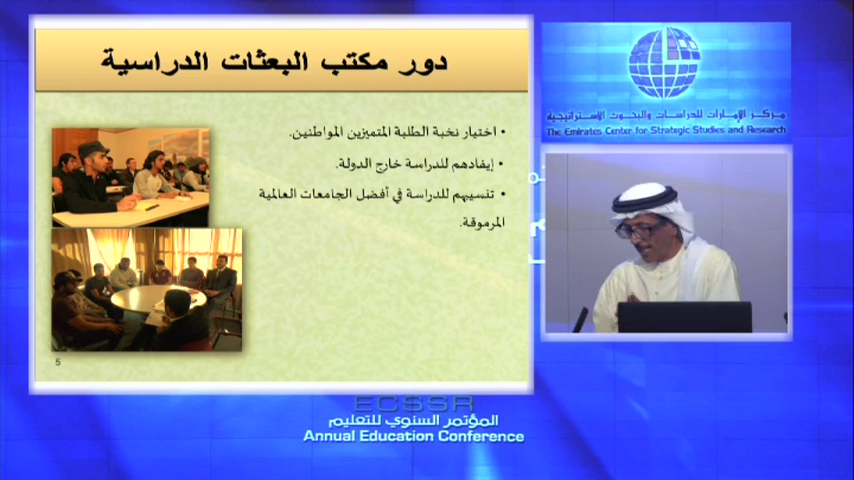 دور مكتب البعثات الدراسية
• اختيار نخبة الطلبة المتميزين المواطنين.
• إيفادهم للدراسة خارج الدولة.
• تنسيبهم للدراسة في أفضل الجامعات العالمية
المرموقة.
5
مركز الإمارات للدراسات والبحوث الاستراتيجية
The Emirates Center for Strategic Studies and Research
ECSSR
المؤتمر السنوي للتعليم
Annual Education Conference